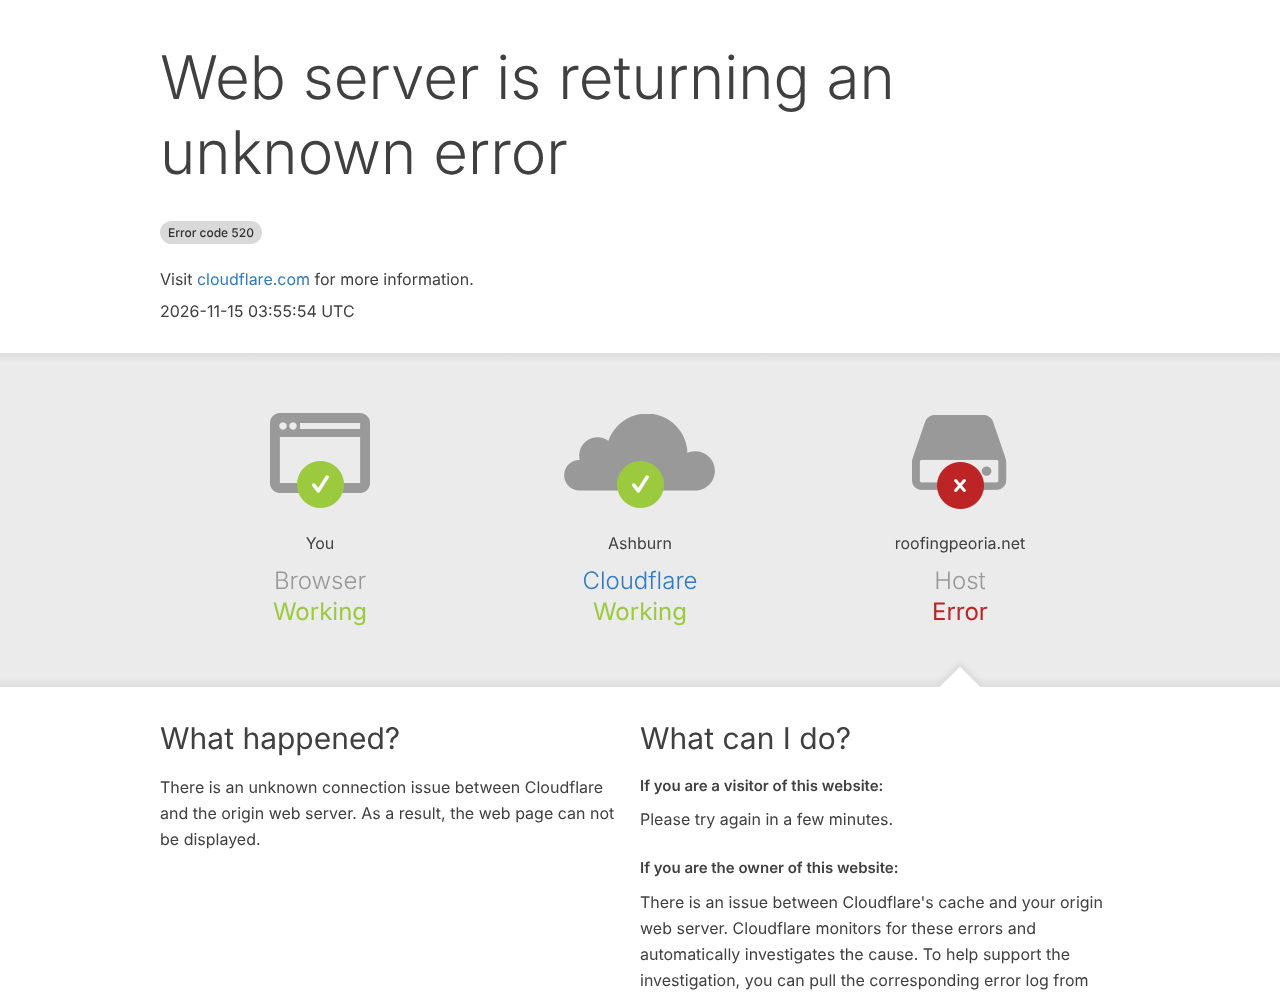 Web server is returning an
unknown error
Error code 520
Visit cloudflare.com for more information.
2026-11-15 03:55:54 UTC
You
Browser
Working
Ashburn
Cloudflare
Working
roofingpeoria.net
Host
Error
What happened?
There is an unknown connection issue between Cloudflare
and the origin web server. As a result, the web page can not
be displayed.
What can I do?
If you are a visitor of this website:
Please try again in a few minutes.
If you are the owner of this website:
There is an issue between Cloudflare's cache and your origin
web server. Cloudflare monitors for these errors and
automatically investigates the cause. To help support the
investigation, you can pull the corresponding error log from